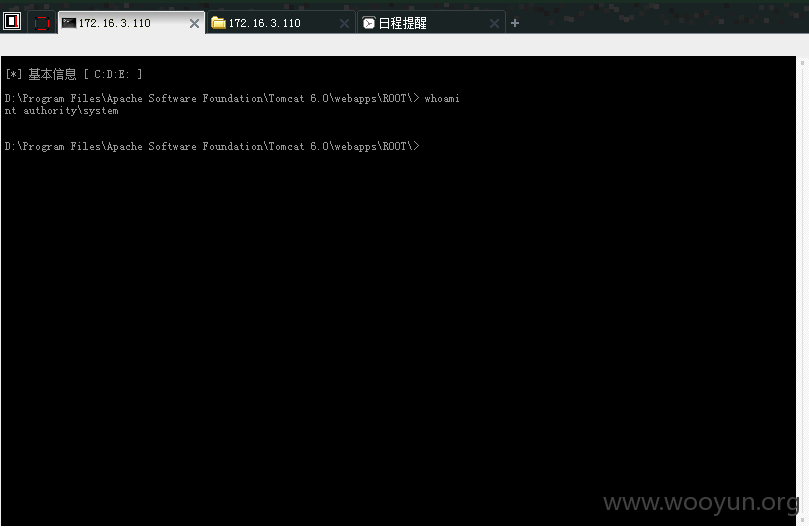 172.16.3.110
172.16.3.110
日程提醒
[*] 基本信息 [ C:D:E: ]
D:\Program Files\Apache Software Foundation\Tomcat 6.0\webapps\ROOT\> whoami
nt authority\system
D:\Program Files\Apache Software Foundation\Tomcat 6.0\webapps\ROOT\>
www.wooyun.org